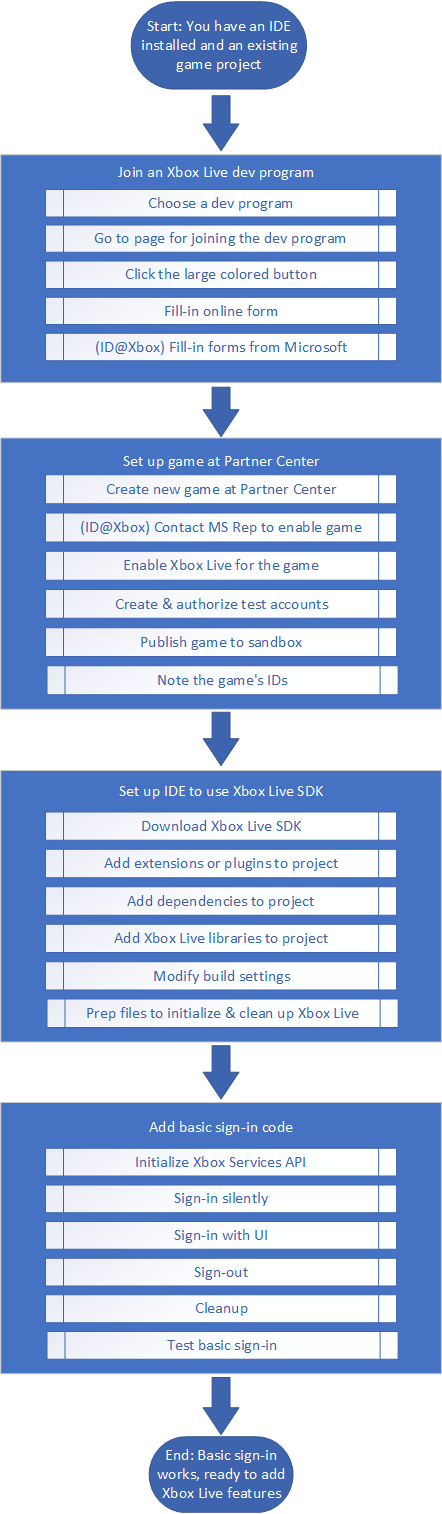 Start: You have an IDE
installed and an existing
game project
Join an Xbox Live dev program
Choose a dev program
Go to page for joining the dev program
Click the large colored button
Fill-in online form
(ID@Xbox) Fill-in forms from Microsoft
Set up game at Partner Center
Create new game at Partner Center
(ID@Xbox) Contact MS Rep to enable game
Enable Xbox Live for the game
Create & authorize test accounts
Publish game to sandbox
Note the game's IDs
Set up IDE to use Xbox Live SDK
Download Xbox Live SDK
Add extensions or plugins to project
Add dependencies to project
Add Xbox Live libraries to project
Modify build settings
Prep files to initialize & clean up Xbox Live
Add basic sign-in code
Initialize Xbox Services API
Sign-in silently
Sign-in with UI
Sign-out
Cleanup
Test basic sign-in
End: Basic sign-in
works, ready to add
Xbox Live features